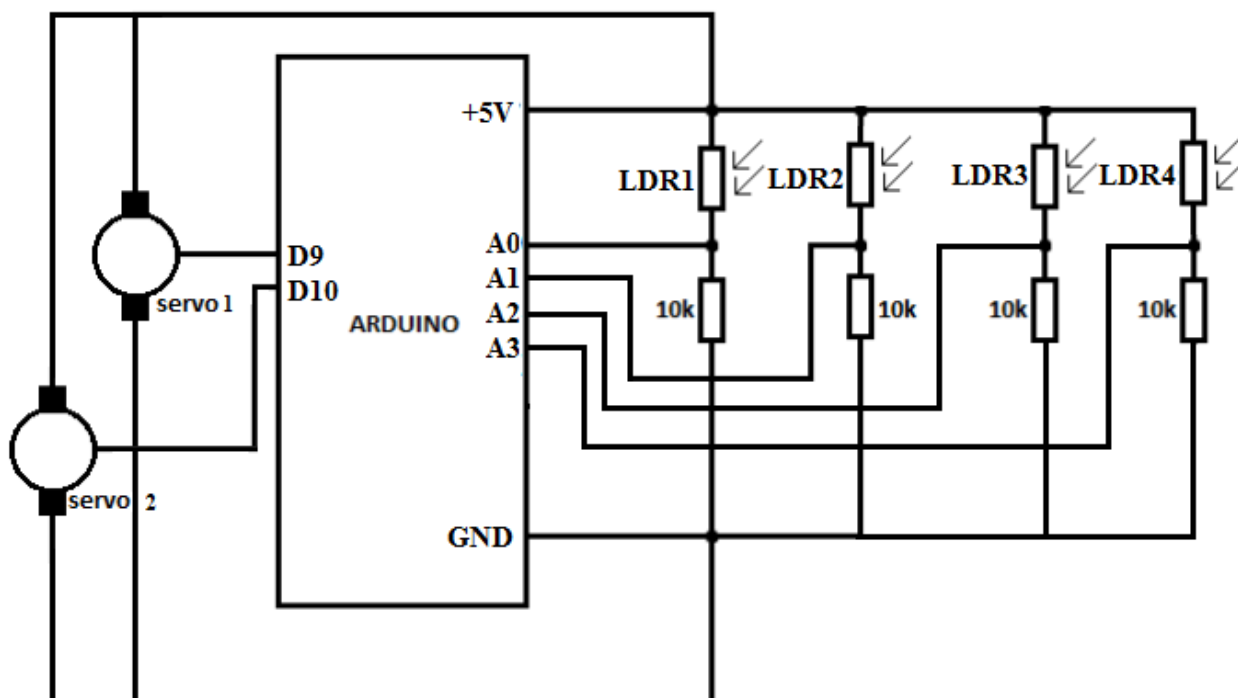 +5V
LDR1
LDR2
LDR3
LDR4
A0
D9
A1
D10
servo 1
A2
ARDUINO
10k
10k
10k
10k
A3
servo 2
GND